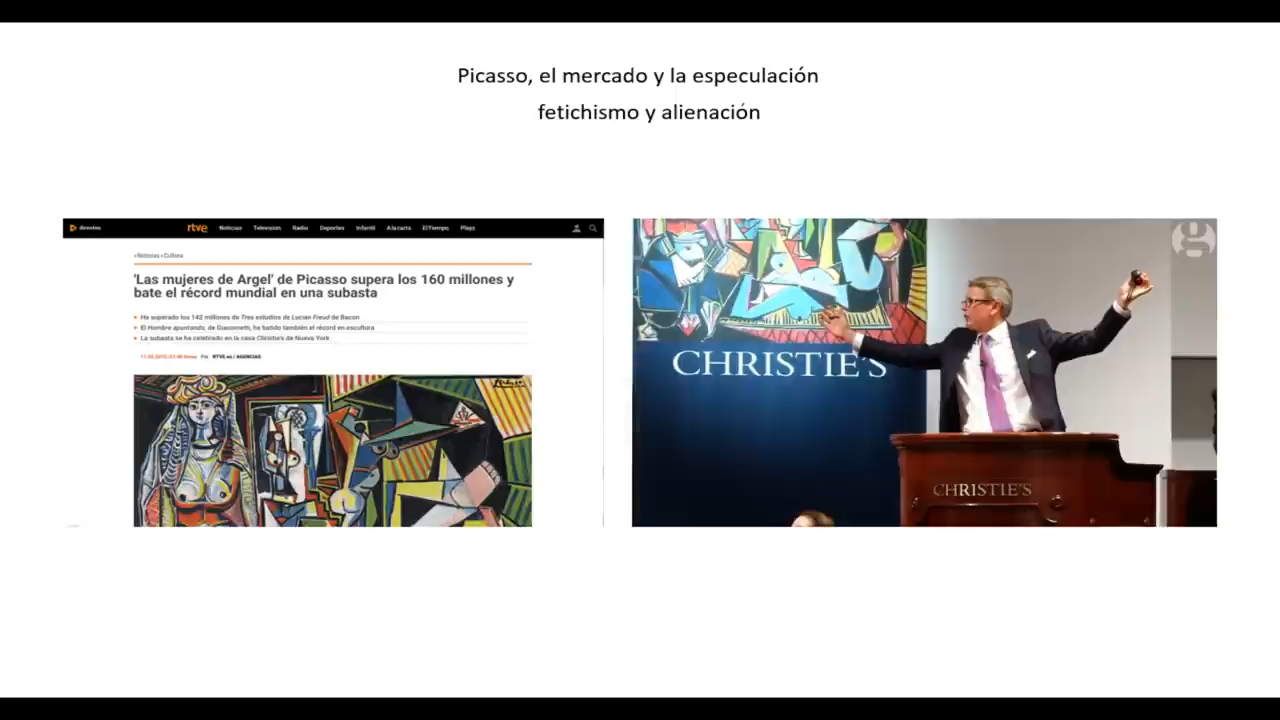 Picasso, el mercado y la especulación
fetichismo y alienación
directos
rtve Noticias Televisión Radio Deportes Infantil A la carta El Tiempo Playz
» Noticias » Cultura
'Las mujeres de Argel' de Picasso supera los 160 millones y
bate el récord mundial en una subasta
Ha superado los 142 millones de Tres estudios de Lucian Freud de Bacon
El Hombre apuntando, de Giacometti, ha batido también el récord en escultura
La subasta se ha celebrado en la casa Christie's de Nueva York
Por RTVE.es / AGENCIAS
CHRISTIE'S
CHRISTIE'S
g